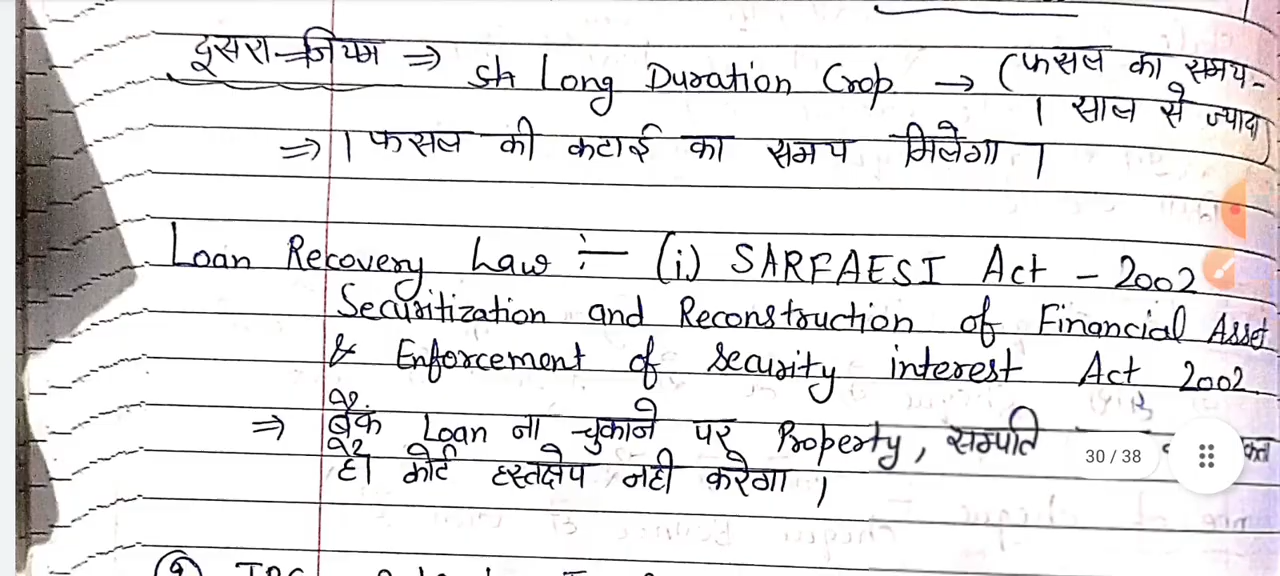 दूसरा नियम ⇒ Sh Long Duration Crop → (फसल का समय-
1 साल से ज्यादा)
⇒ 1 फसल की कटाई का समय मिलेगा ।
Loan Recovery Law :- (i.) SARFAESI Act - 2002
Securitization and Reconstruction of Financial Asset
& Enforcement of security interest Act 2002
⇒ बैंक Loan ना चुकाने पर Property, सम्पति
है। कोर्ट हस्तक्षेप नही करेगा ।
30 / 38